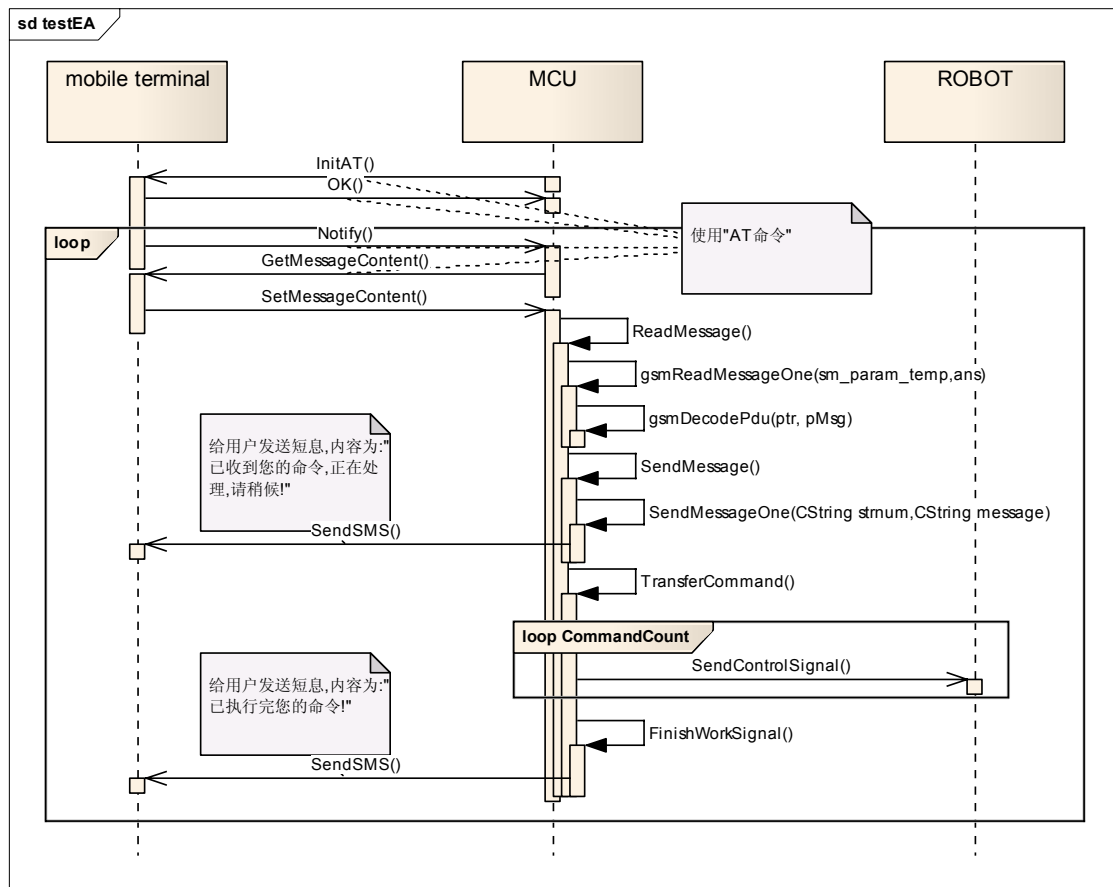 sd testEA
mobile terminal
MCU
ROBOT
InitAT()
OK()
使用"AT命令"
loop
Notify()
GetMessageContent()
SetMessageContent()
ReadMessage()
gsmReadMessageOne(sm_param_temp,ans)
gsmDecodePdu(ptr, pMsg)
给用户发送短息,内容为:"
已收到您的命令,正在处
理,请稍候!"
SendMessage()
SendMessageOne(CString strnum,CString message)
SendSMS()
TransferCommand()
loop CommandCount
SendControlSignal()
给用户发送短息,内容为:"
已执行完您的命令!"
FinishWorkSignal()
SendSMS()